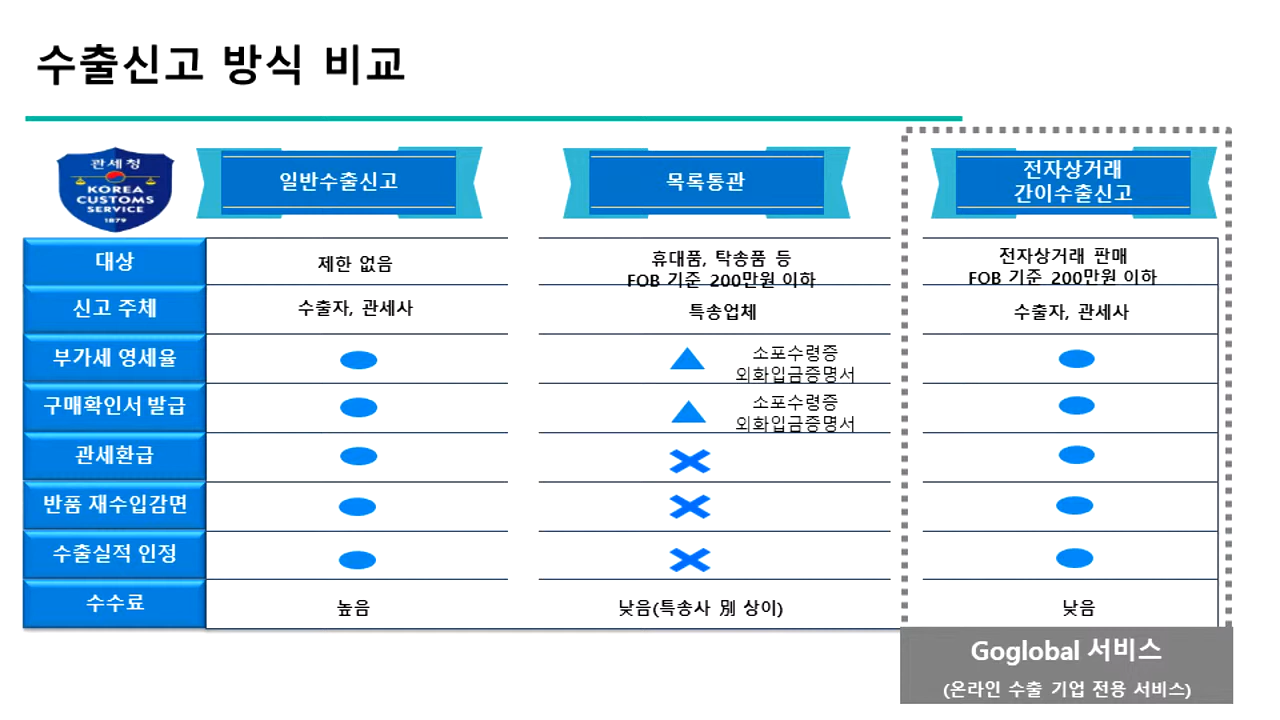 수출신고 방식 비교
관세청
KOREA
CUSTOMS
SERVICE
1879
일반수출신고
목록통관
전자상거래
간이수출신고
대상
제한 없음
휴대품, 탁송품 등
FOB 기준 200만원 이하
전자상거래 판매
FOB 기준 200만원 이하
신고 주체
수출자, 관세사
특송업체
수출자, 관세사
부가세 영세율
소포수령증
외화입금증명서
구매확인서 발급
소포수령증
외화입금증명서
관세환급
반품 재수입감면
수출실적 인정
수수료
높음
낮음(특송사 別 상이)
낮음
Goglobal 서비스
(온라인 수출 기업 전용 서비스)